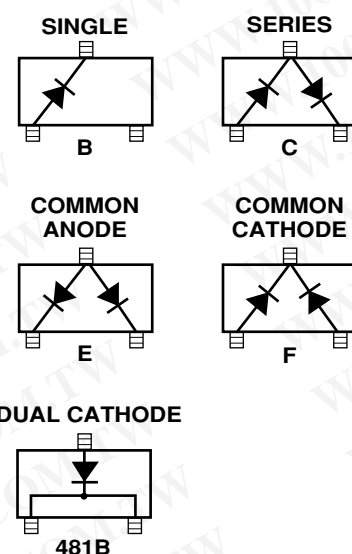 SINGLE
SERIES
B
C
COMMON
ANODE
COMMON
CATHODE
E
F
DUAL CATHODE
481B